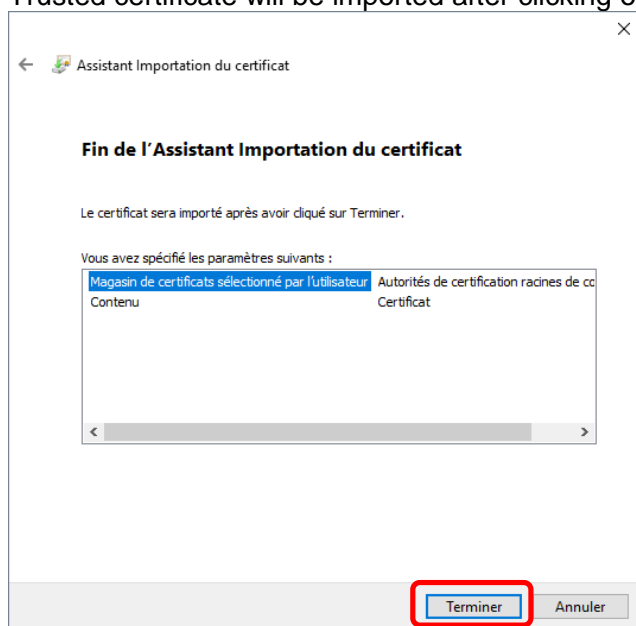 Trusted certificate will be imported after clicking
Assistant Importation du certificat
Fin de l'Assistant Importation du certificat
Le certificat sera importé après avoir cliqué sur Terminer.
Vous avez spécifié les paramètres suivants :
Magasin de certificats sélectionné par l'utilisateur Autorités de certification racines de
Contenu Certificat
Terminer Annuler